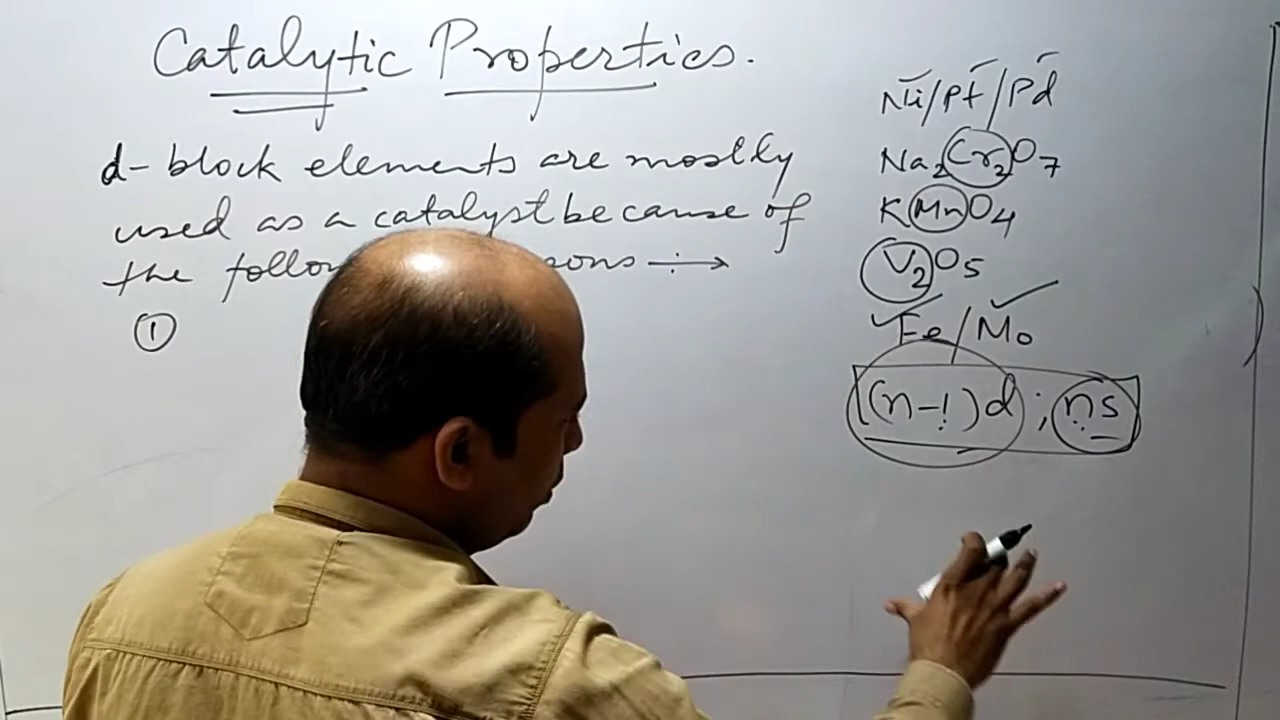 Catalytic Properties.
d-block elements are mostly
used as a catalyst because of
the
①
Ni/Pt/Pd
Na₂Cr₂O₇
KMnO₄
V₂O₅
Fe/Mo
(n-1)d ; ns